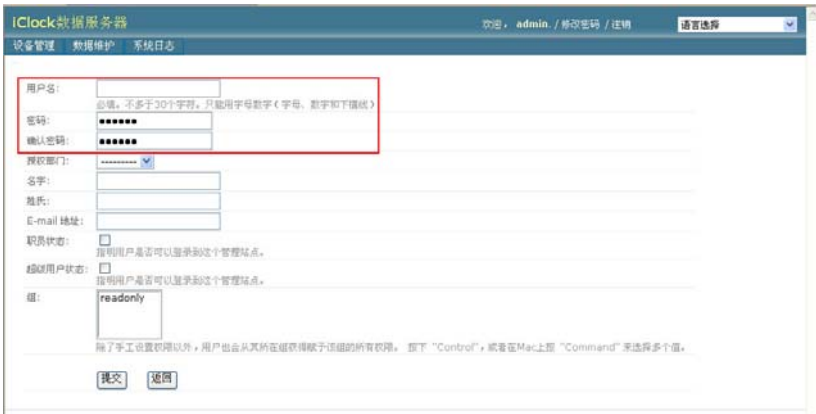 iClock数据服务器
欢迎， admin. / 修改密码 / 注销
语言选择
设备管理 数据维护 系统日志
用户名:
必填。不多于30个字符。只能用字母数字（字母、数字和下描线）
密码: ●●●●●●
确认密码: ●●●●●●
授权部门: ---------
名字:
姓氏:
E-mail 地址:
职员状态:
指明用户是否可以登录到这个管理站点。
超级用户状态:
指明用户是否可以登录到这个管理站点。
组: readonly
除了手工设置权限以外，用户也会从其所在组获得赋予该组的所有权限。 按下 "Control"，或者在Mac上按 "Command" 来选择多个值。
提交 返回